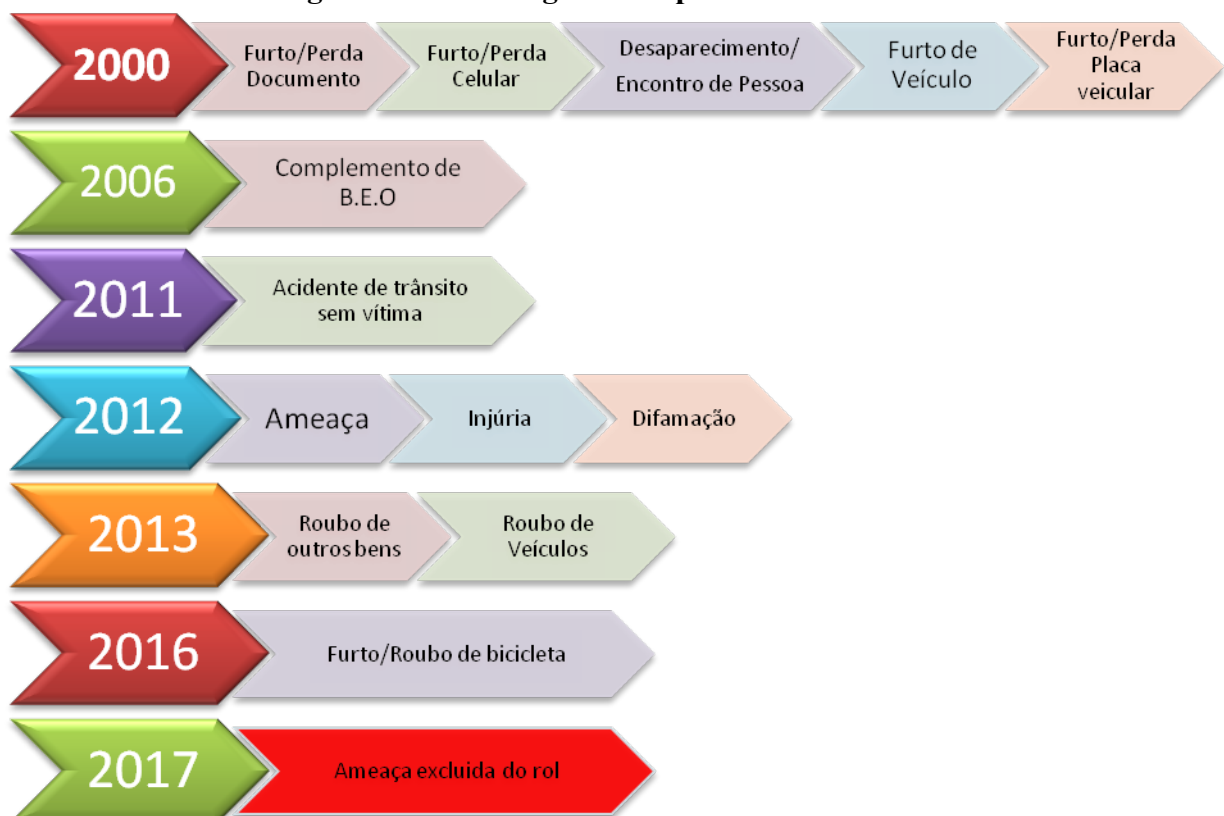 2000
Furto/Perda
Documento
Furto/Perda
Celular
Desaparecimento/
Encontro de Pessoa
Furto de
Veículo
Furto/Perda
Placa
veicular
2006
Complemento de
B.E.O
2011
Acidente de trânsito
sem vítima
2012
Ameaça
Injúria
Difamação
2013
Roubo de
outros bens
Roubo de
Veículos
2016
Furto/Roubo de bicicleta
2017
Ameaça excluida do rol